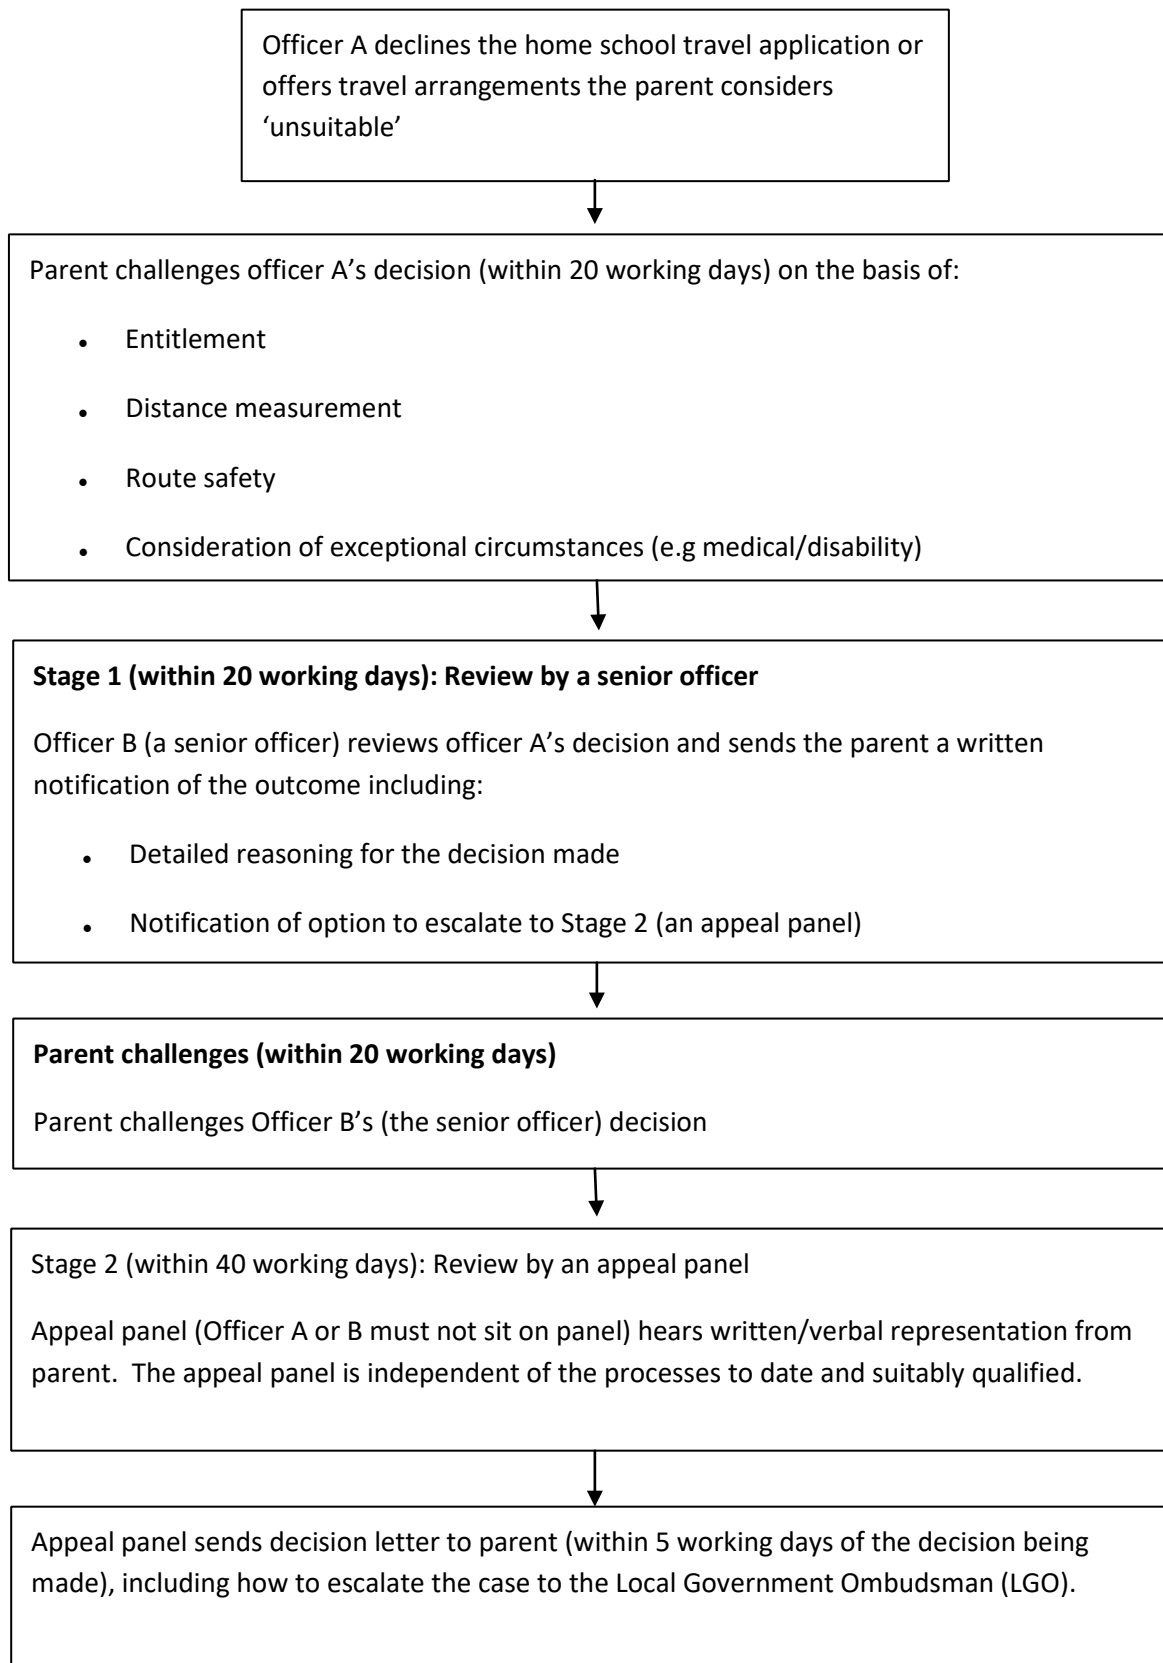 Officer A declines the home school travel application or
offers travel arrangements the parent considers
‘unsuitable’
Parent challenges officer A’s decision (within 20 working days) on the basis of:
• Entitlement
• Distance measurement
• Route safety
• Consideration of exceptional circumstances (e.g medical/disability)
Stage 1 (within 20 working days): Review by a senior officer
Officer B (a senior officer) reviews officer A’s decision and sends the parent a written
notification of the outcome including:
• Detailed reasoning for the decision made
• Notification of option to escalate to Stage 2 (an appeal panel)
Parent challenges (within 20 working days)
Parent challenges Officer B’s (the senior officer) decision
Stage 2 (within 40 working days): Review by an appeal panel
Appeal panel (Officer A or B must not sit on panel) hears written/verbal representation from
parent.  The appeal panel is independent of the processes to date and suitably qualified.
Appeal panel sends decision letter to parent (within 5 working days of the decision being
made), including how to escalate the case to the Local Government Ombudsman (LGO).